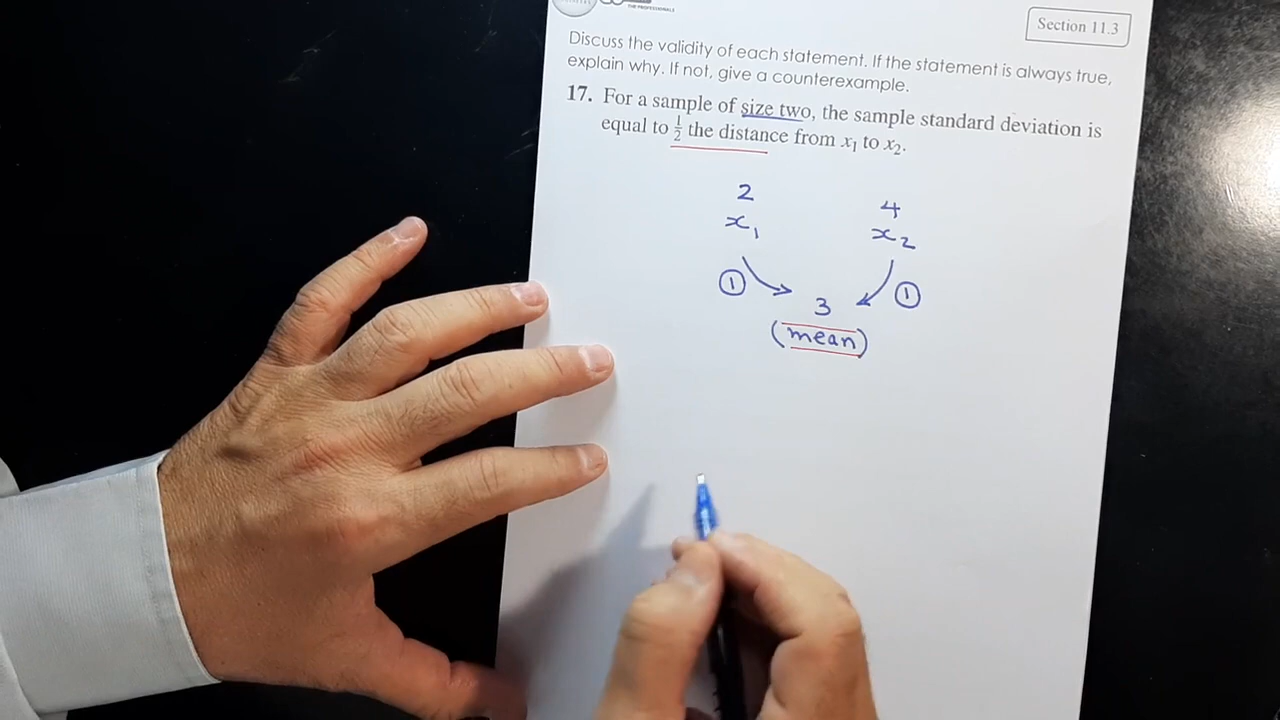 THE PROFESSIONALS
Section 11.3
Discuss the validity of each statement. If the statement is always true,
explain why. If not, give a counterexample.
17. For a sample of size two, the sample standard deviation is
equal to ½ the distance from x₁ to x₂.
2 4
x₁ x₂
① ①
3
(mean)